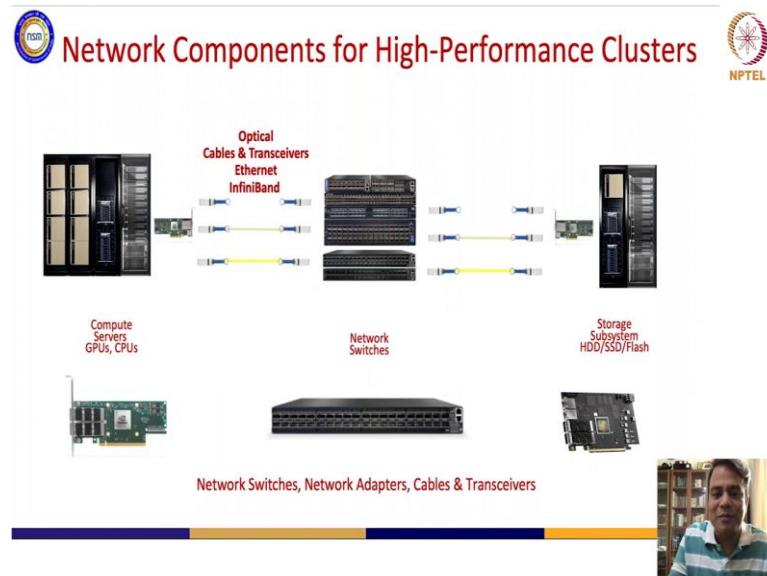 nsm
Network Components for High-Performance Clusters
NPTEL
Optical
Cables & Transceivers
Ethernet
InfiniBand
Compute
Servers
GPUs, CPUs
Network
Switches
Storage
Subsystem
HDD/SSD/Flash
Network Switches, Network Adapters, Cables & Transceivers